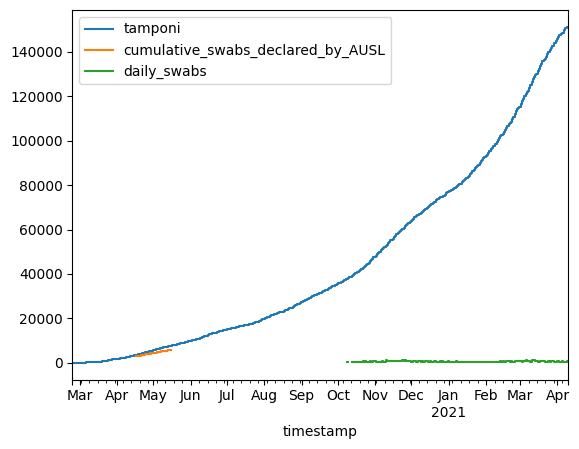 tamponi
cumulative_swabs_declared_by_AUSL
daily_swabs
140000
120000
100000
80000
60000
40000
20000
0
Mar Apr May Jun Jul Aug Sep Oct Nov Dec Jan Feb Mar Apr
2021
timestamp